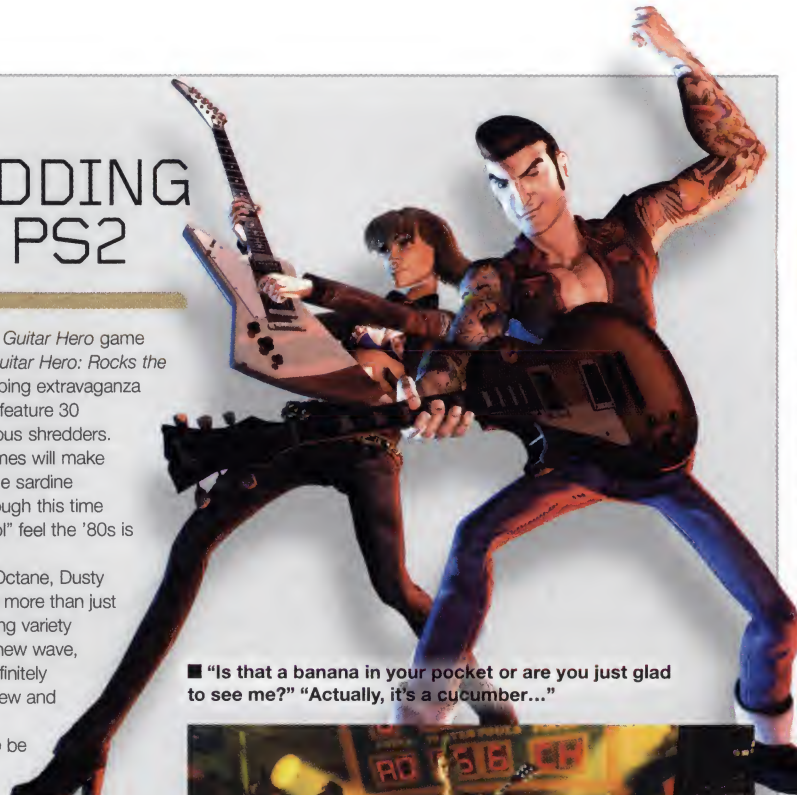 DDING
PS2
Guitar Hero game
uitar Hero: Rocks the
ping extravaganza
feature 30
ous shredders.
mes will make
e sardine
ough this time
ol” feel the ’80s is
Octane, Dusty
more than just
ng variety
new wave,
finitely
ew and
be
■ “Is that a banana in your pocket or are you just glad
to see me?” “Actually, it’s a cucumber…”